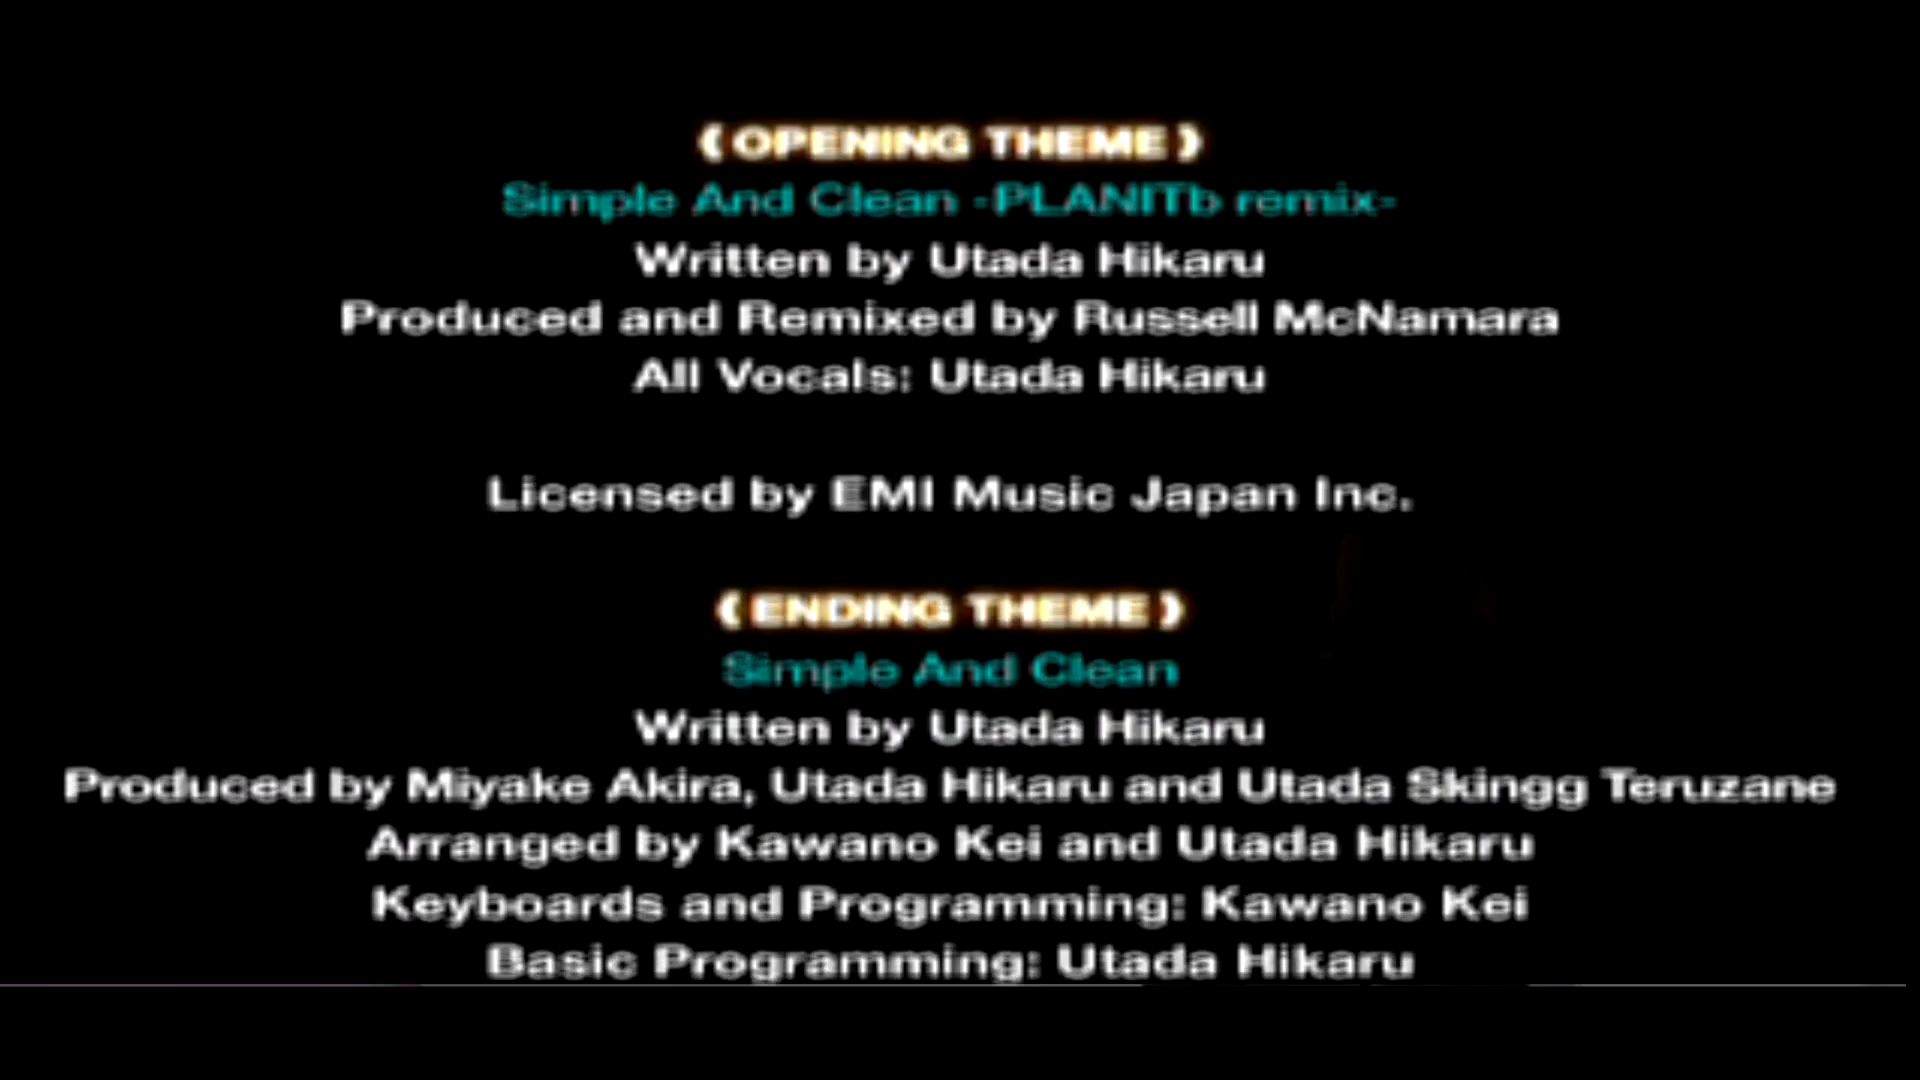 ( OPENING THEME )
Simple And Clean -PLANITb remix-
Written by Utada Hikaru
Produced and Remixed by Russell McNamara
All Vocals: Utada Hikaru
Licensed by EMI Music Japan Inc.
( ENDING THEME )
Simple And Clean
Written by Utada Hikaru
Produced by Miyake Akira, Utada Hikaru and Utada Skingg Teruzane
Arranged by Kawano Kei and Utada Hikaru
Keyboards and Programming: Kawano Kei
Basic Programming: Utada Hikaru